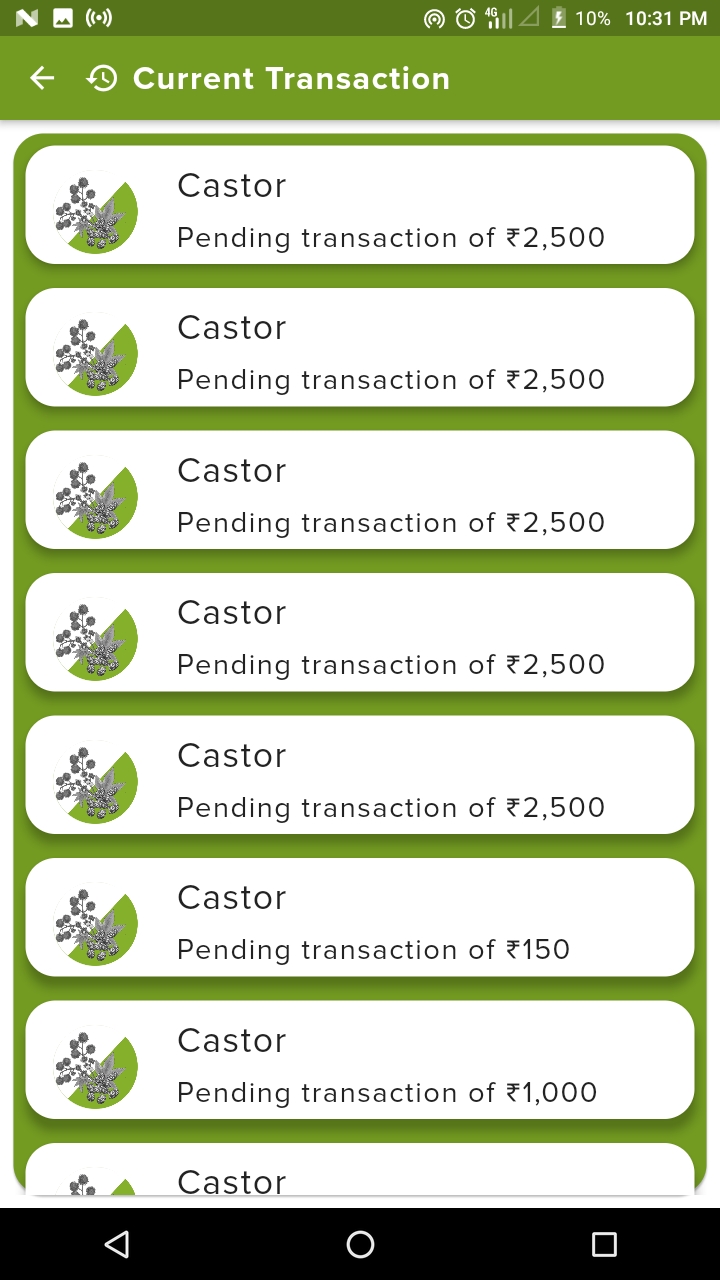 4G 10% 10:31 PM
Current Transaction
Castor
Pending transaction of ₹2,500
Castor
Pending transaction of ₹2,500
Castor
Pending transaction of ₹2,500
Castor
Pending transaction of ₹2,500
Castor
Pending transaction of ₹2,500
Castor
Pending transaction of ₹150
Castor
Pending transaction of ₹1,000
Castor